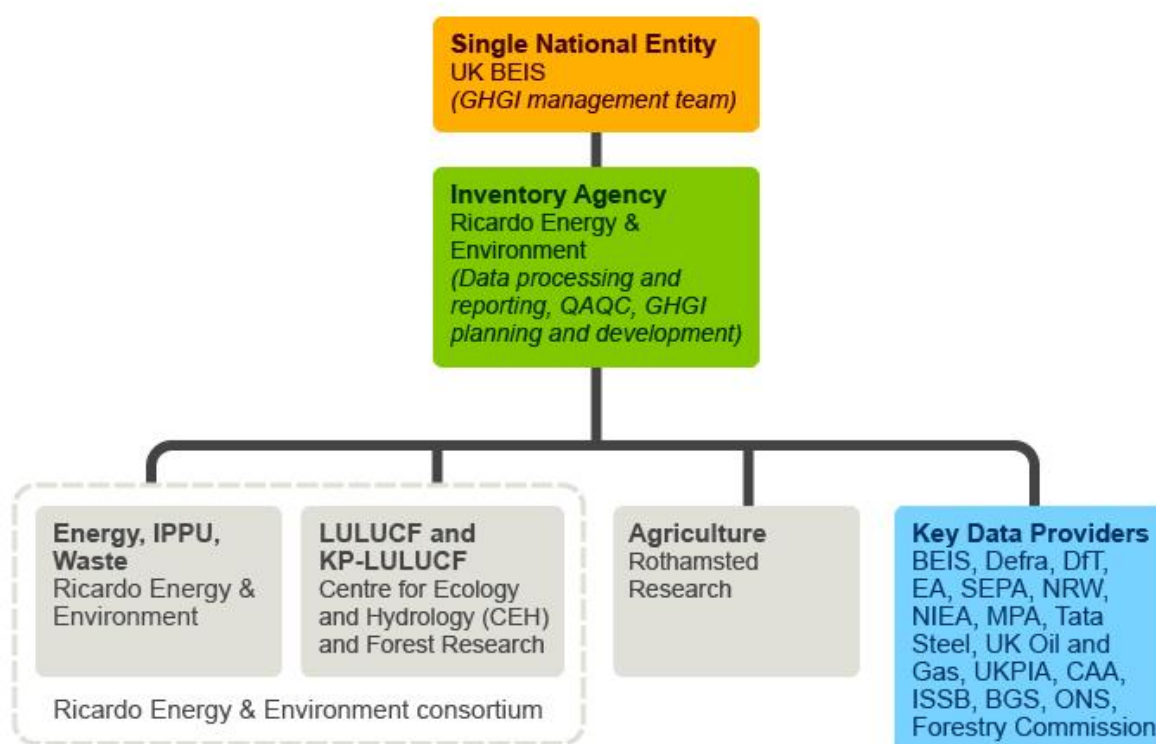 Single National Entity
UK BEIS
(GHGI management team)
Inventory Agency
Ricardo Energy &
Environment
(Data processing and
reporting, QAQC, GHGI
planning and development)
Energy, IPPU,
Waste
Ricardo Energy &
Environment
LULUCF and
KP-LULUCF
Centre for Ecology
and Hydrology (CEH)
and Forest Research
Ricardo Energy & Environment consortium
Agriculture
Rothamsted
Research
Key Data Providers
BEIS, Defra, DfT,
EA, SEPA, NRW,
NIEA, MPA, Tata
Steel, UK Oil and
Gas, UKPIA, CAA,
ISSB, BGS, ONS,
Forestry Commission